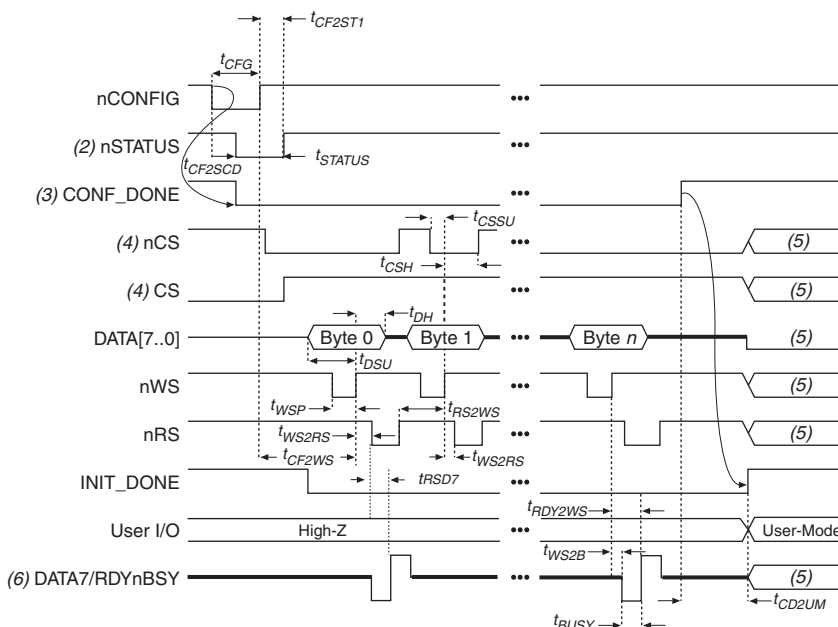 tCF2ST1
tCFG
nCONFIG
(2) nSTATUS
tSTATUS
tCF2SCD
(3) CONF_DONE
tCSSU
(4) nCS
tCSH
(4) CS
tDH
DATA[7..0] Byte 0 Byte 1 Byte n
tDSU
nWS
tWSP tRS2WS
nRS
tWS2RS
tCF2WS tWS2RS
INIT_DONE tRSD7
tRDY2WS
User I/O High-Z User-Mode
tWS2B
(6) DATA7/RDYnBSY
tCD2UM
tBUSY
(5)
(5)
(5)
(5)
(5)
(5)